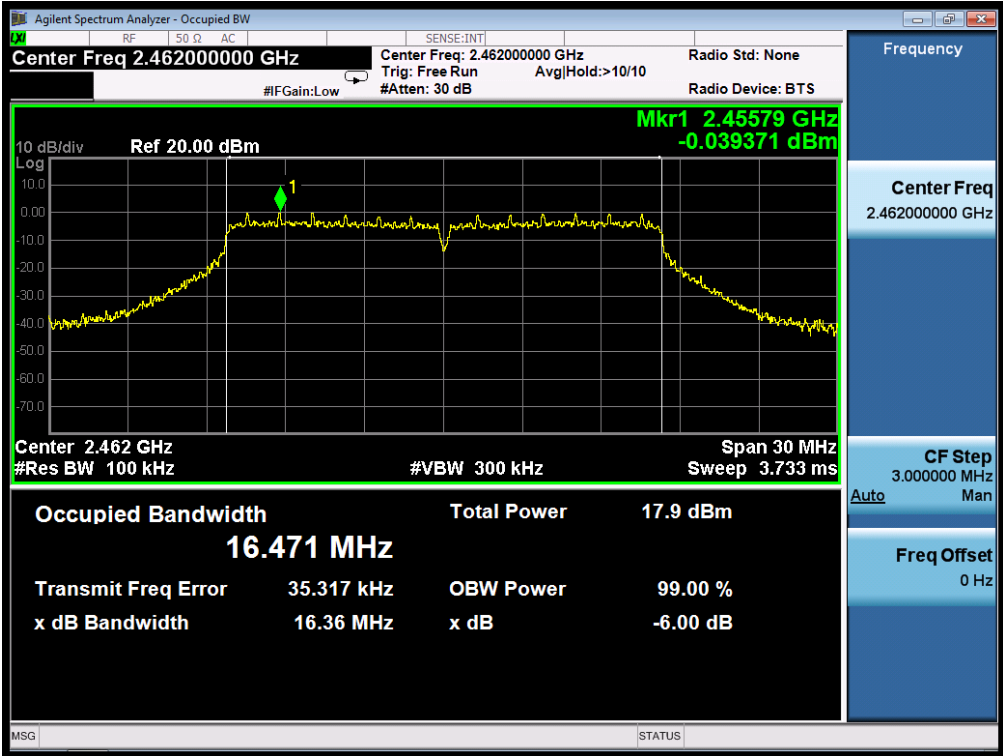 Agilent Spectrum Analyzer - Occupied BW
LXI RF 50 Ω AC SENSE:INT
Center Freq 2.462000000 GHz
#IFGain:Low
Center Freq: 2.462000000 GHz
Trig: Free Run Avg|Hold:>10/10
#Atten: 30 dB
Radio Std: None
Radio Device: BTS
Mkr1 2.45579 GHz
-0.039371 dBm
10 dB/div Ref 20.00 dBm
Log
10.0
0.00
-10.0
-20.0
-30.0
-40.0
-50.0
-60.0
-70.0
1
Center 2.462 GHz Span 30 MHz
#Res BW 100 kHz #VBW 300 kHz Sweep 3.733 ms
Occupied Bandwidth Total Power 17.9 dBm
16.471 MHz
Transmit Freq Error 35.317 kHz OBW Power 99.00 %
x dB Bandwidth 16.36 MHz x dB -6.00 dB
Frequency
Center Freq
2.462000000 GHz
CF Step
3.000000 MHz
Auto Man
Freq Offset
0 Hz
MSG STATUS